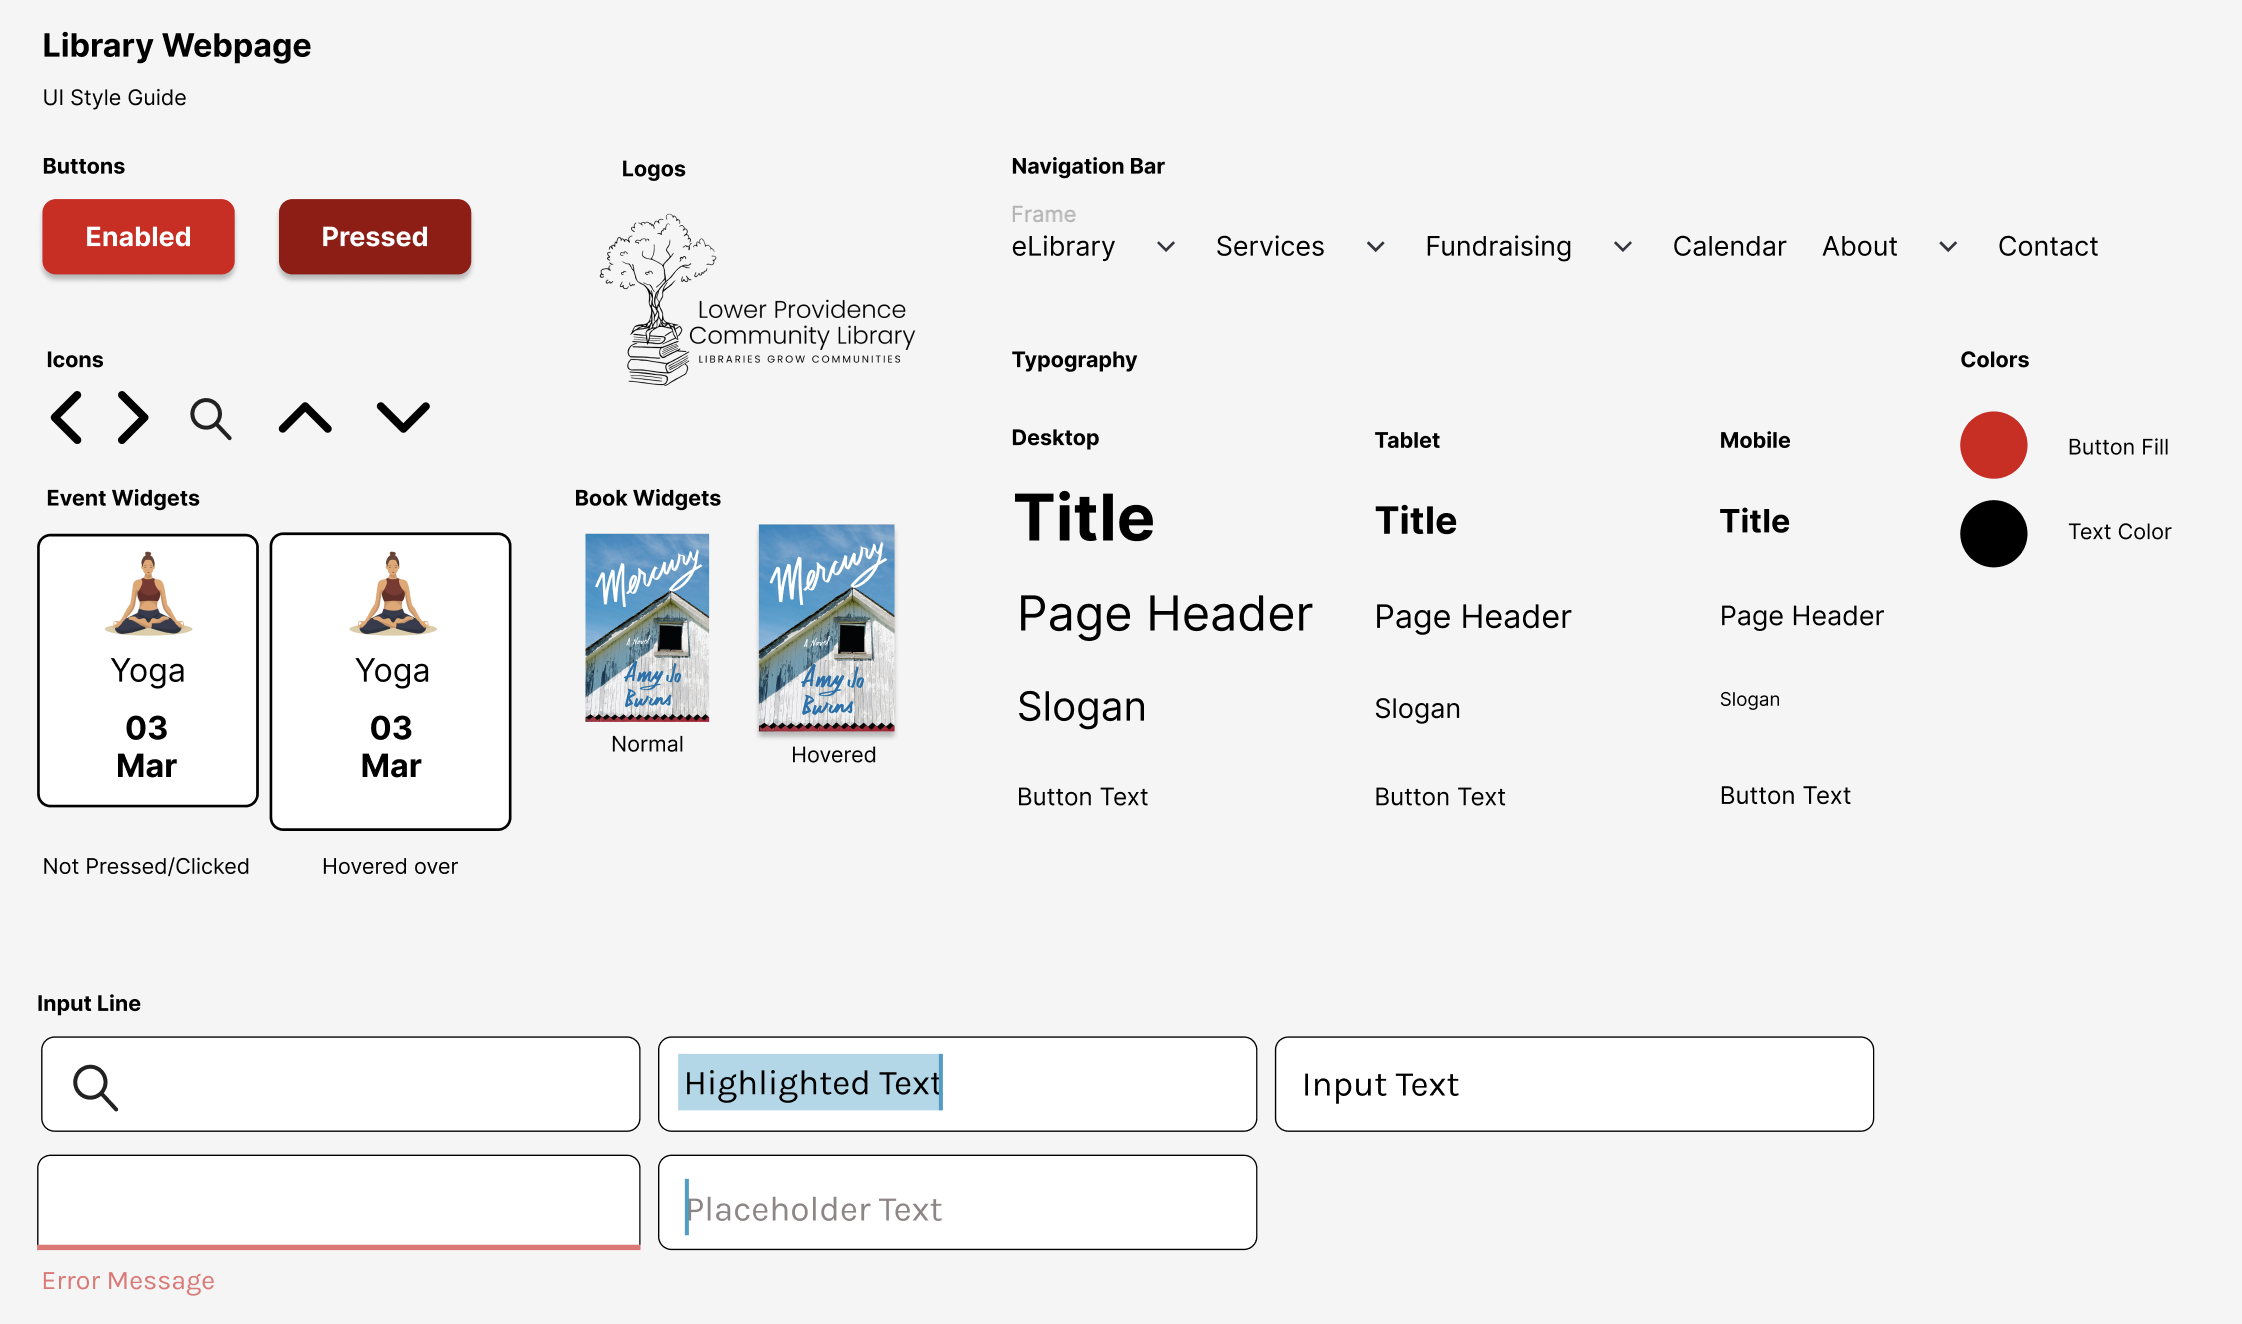 Library Webpage
UI Style Guide
Buttons
Enabled
Pressed
Logos
Lower Providence
Community Library
LIBRARIES GROW COMMUNITIES
Navigation Bar
Frame
eLibrary Services Fundraising Calendar About Contact
Icons
Event Widgets
Yoga
03
Mar
Not Pressed/Clicked
Yoga
03
Mar
Hovered over
Book Widgets
Mercury
A Novel
Amy Jo
Burns
Normal
Mercury
A Novel
Amy Jo
Burns
Hovered
Typography
Desktop
Title
Page Header
Slogan
Button Text
Tablet
Title
Page Header
Slogan
Button Text
Mobile
Title
Page Header
Slogan
Button Text
Colors
Button Fill
Text Color
Input Line
Highlighted Text
Input Text
Placeholder Text
Error Message